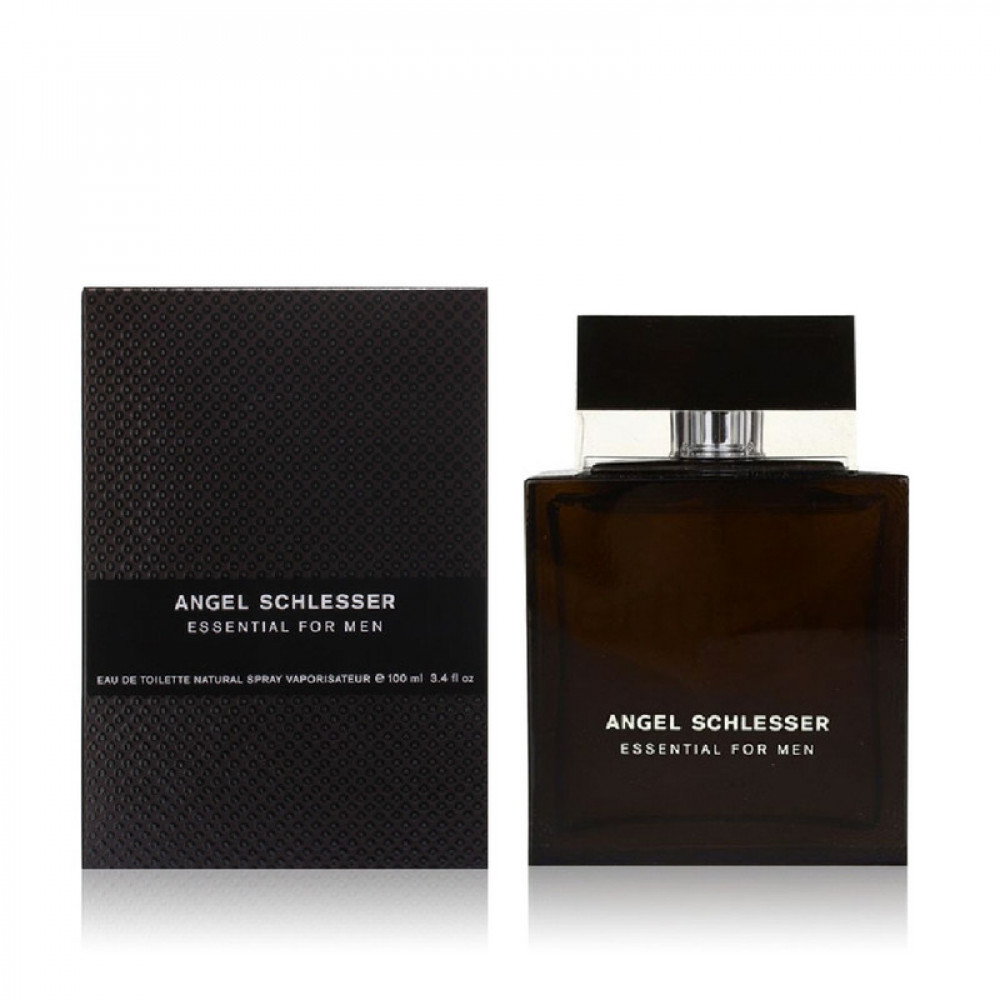 ANGEL SCHLESSER
ESSENTIAL FOR MEN
EAU DE TOILETTE NATURAL SPRAY VAPORISATEUR ℮ 100 ml 3.4 fl oz
ANGEL SCHLESSER
ESSENTIAL FOR MEN